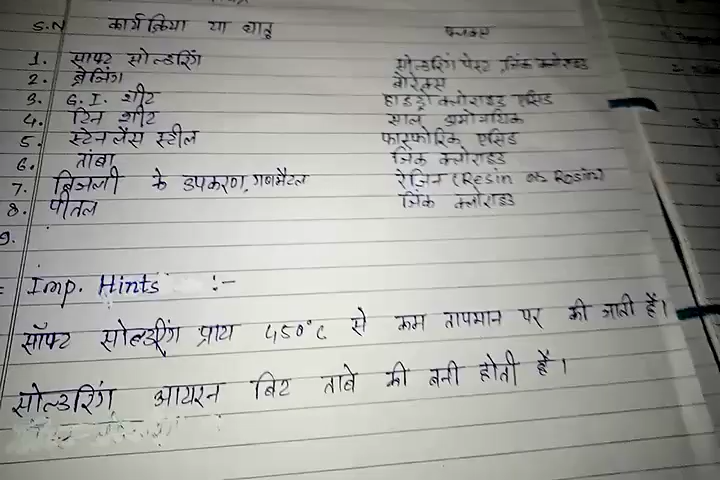 S.N कार्य क्रिया या धातु फ्लक्स
1. साफ्ट सोल्डरिंग सोल्डरिंग पेस्ट, जिंक क्लोराइड
2. ब्रेजिंग बोरेक्स
3. G. I. शीट हाइड्रोक्लोराइड एसिड
4. टिन शीट साल अमोनयिक
5. स्टेनलैस स्टील फास्फोरिक एसिड
6. तांबा जिंक क्लोराइड
7. बिजली के उपकरण, गनमैटल रेजिन (Resin or Rosin)
8. पीतल जिंक क्लोराइड
9.
Imp. Hints :-
सॉफ्ट सोल्डरिंग प्राय 450°C से कम तापमान पर की जाती है।
सोल्डरिंग आयरन बिट ताबे की बनी होती है।